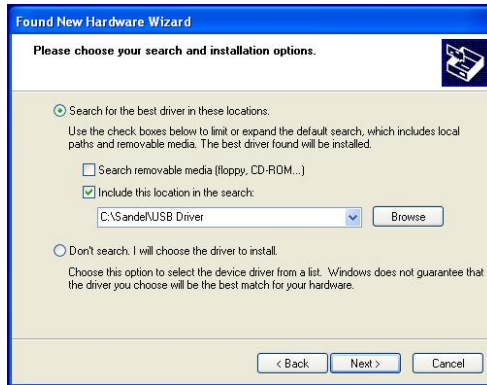 Found New Hardware Wizard
Please choose your search and installation options.
Search for the best driver in these locations.
Use the check boxes below to limit or expand the default search, which includes local
paths and removable media. The best driver found will be installed.
Search removable media (floppy, CD-ROM...)
Include this location in the search:
C:\Sandel\USB Driver
Browse
Don't search. I will choose the driver to install.
Choose this option to select the device driver from a list. Windows does not guarantee that
the driver you choose will be the best match for your hardware.
< Back
Next >
Cancel